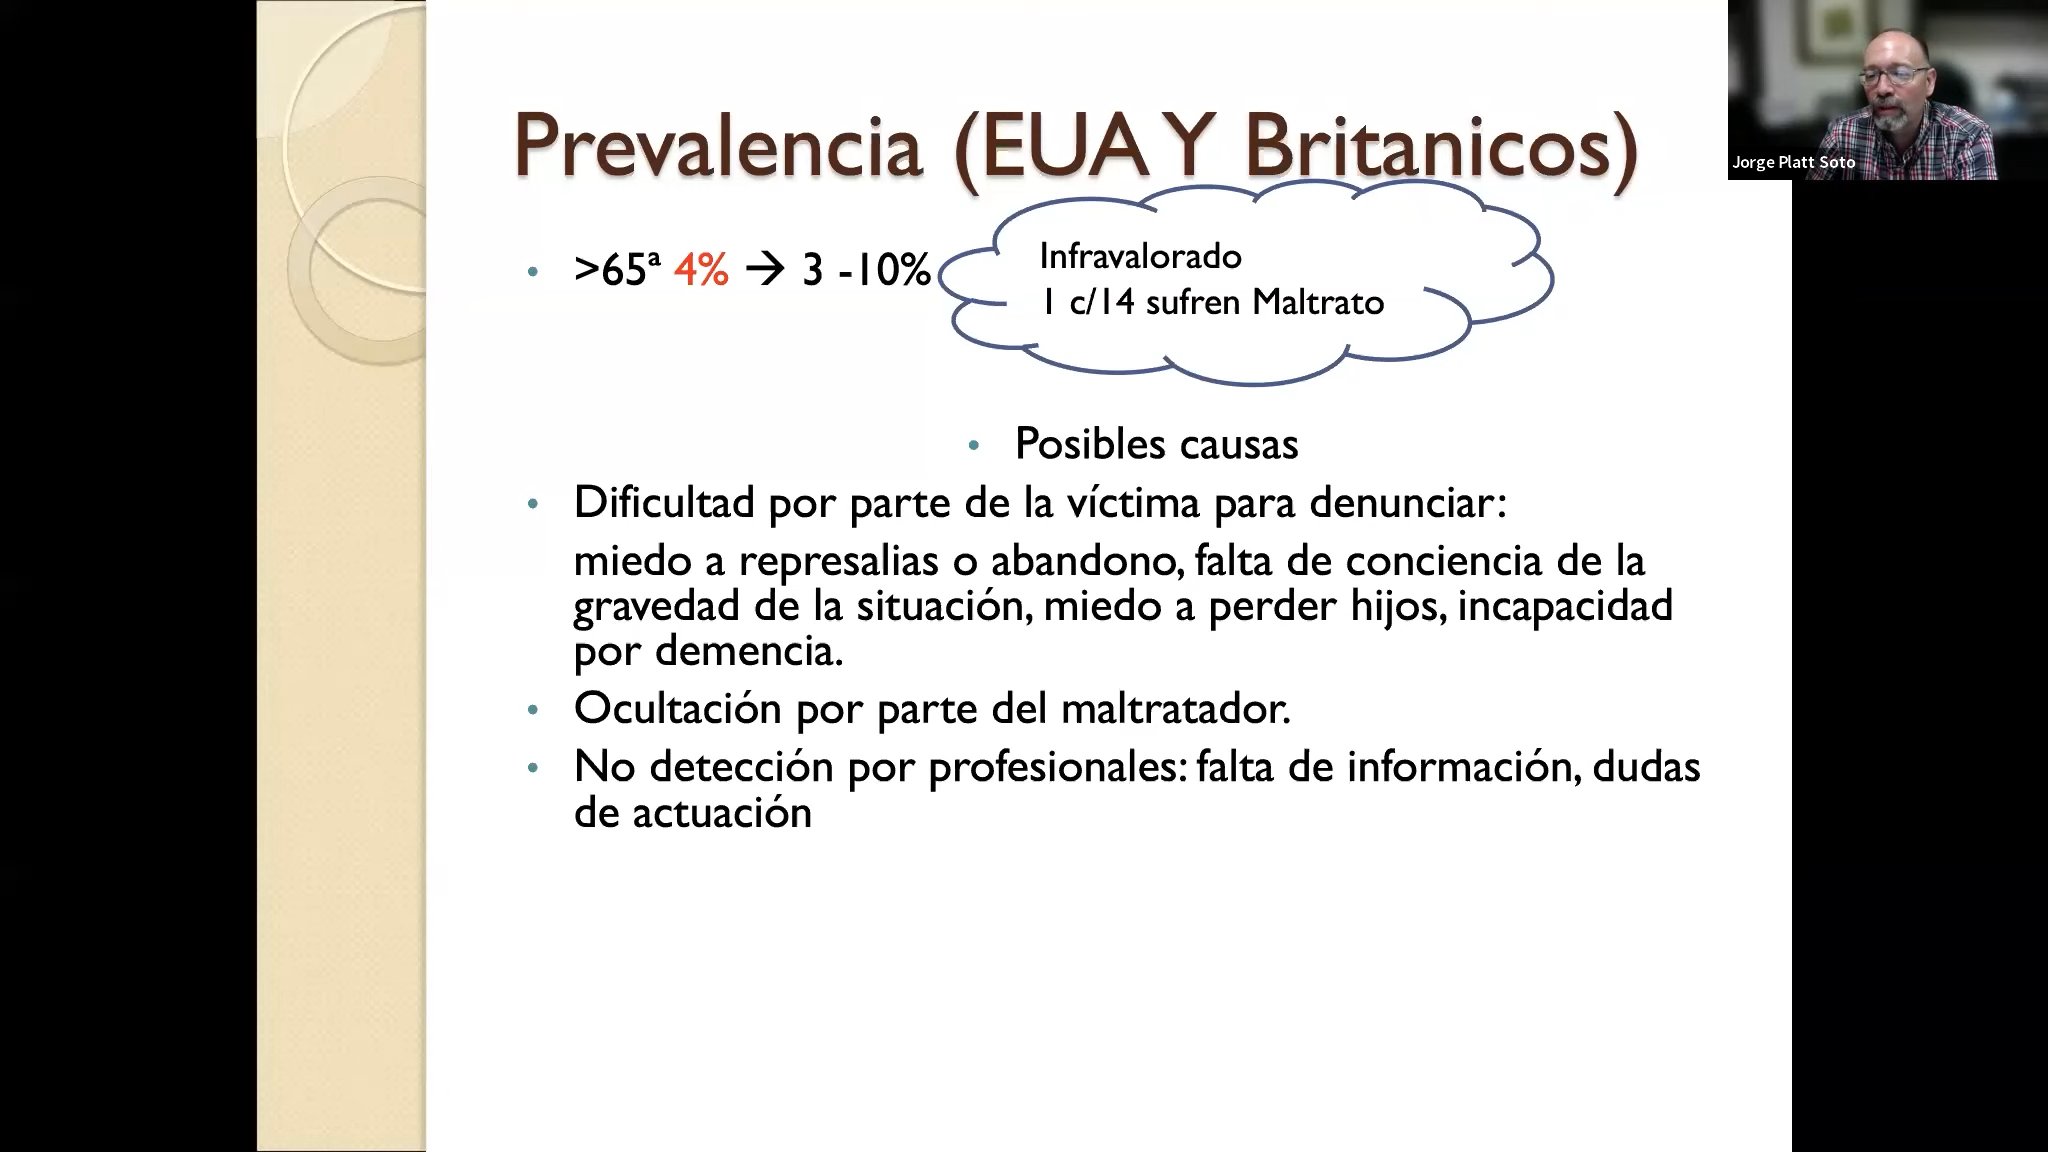 Prevalencia (EUA Y Britanicos)
>65ª 4% → 3 -10%
Infravalorado
1 c/14 sufren Maltrato
• Posibles causas
• Dificultad por parte de la víctima para denunciar:
miedo a represalias o abandono, falta de conciencia de la
gravedad de la situación, miedo a perder hijos, incapacidad
por demencia.
• Ocultación por parte del maltratador.
• No detección por profesionales: falta de información, dudas
de actuación
Jorge Platt Soto